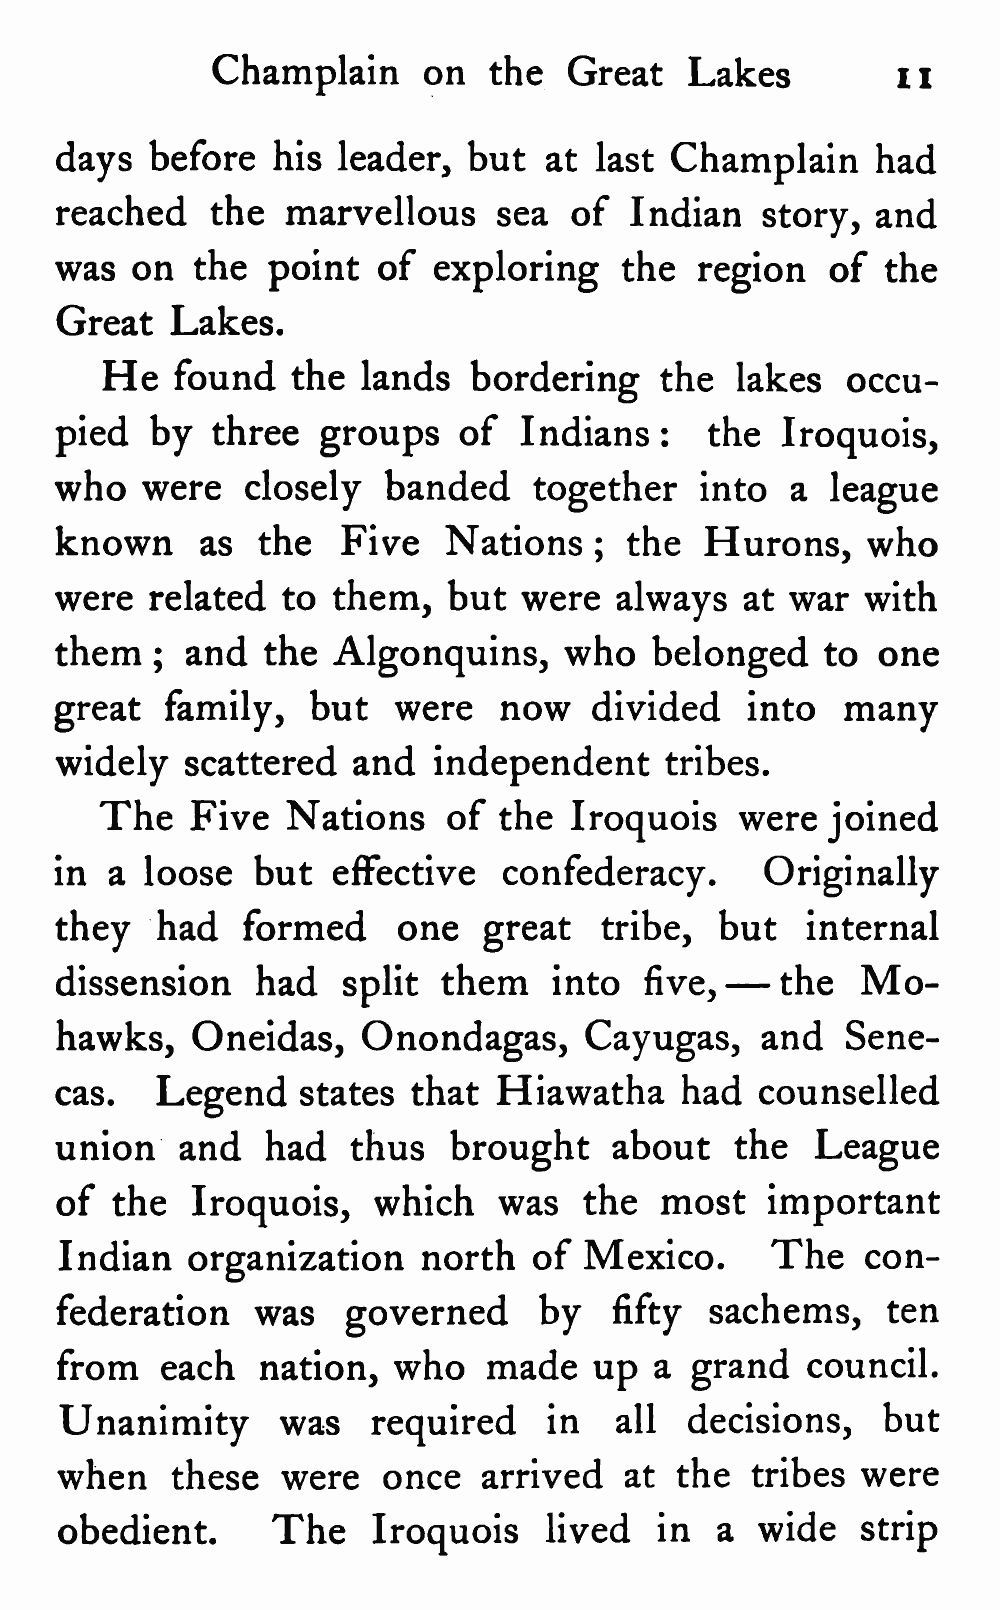 Champlain on the Great Lakes 11
days before his leader, but at last Champlain had
reached the marvellous sea of Indian story, and
was on the point of exploring the region of the
Great Lakes.
He found the lands bordering the lakes occu-
pied by three groups of Indians : the Iroquois,
who were closely banded together into a league
known as the Five Nations ; the Hurons, who
were related to them, but were always at war with
them ; and the Algonquins, who belonged to one
great family, but were now divided into many
widely scattered and independent tribes.
The Five Nations of the Iroquois were joined
in a loose but effective confederacy. Originally
they had formed one great tribe, but internal
dissension had split them into five, — the Mo-
hawks, Oneidas, Onondagas, Cayugas, and Sene-
cas. Legend states that Hiawatha had counselled
union and had thus brought about the League
of the Iroquois, which was the most important
Indian organization north of Mexico. The con-
federation was governed by fifty sachems, ten
from each nation, who made up a grand council.
Unanimity was required in all decisions, but
when these were once arrived at the tribes were
obedient. The Iroquois lived in a wide strip